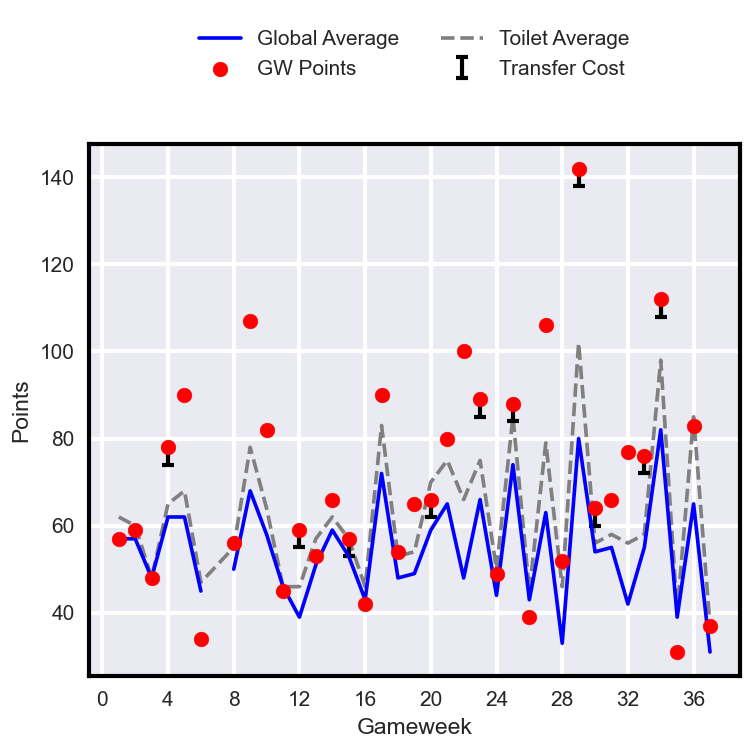 Global Average
Toilet Average
GW Points
Transfer Cost
140
120
100
80
60
40
Points
0 4 8 12 16 20 24 28 32 36
Gameweek